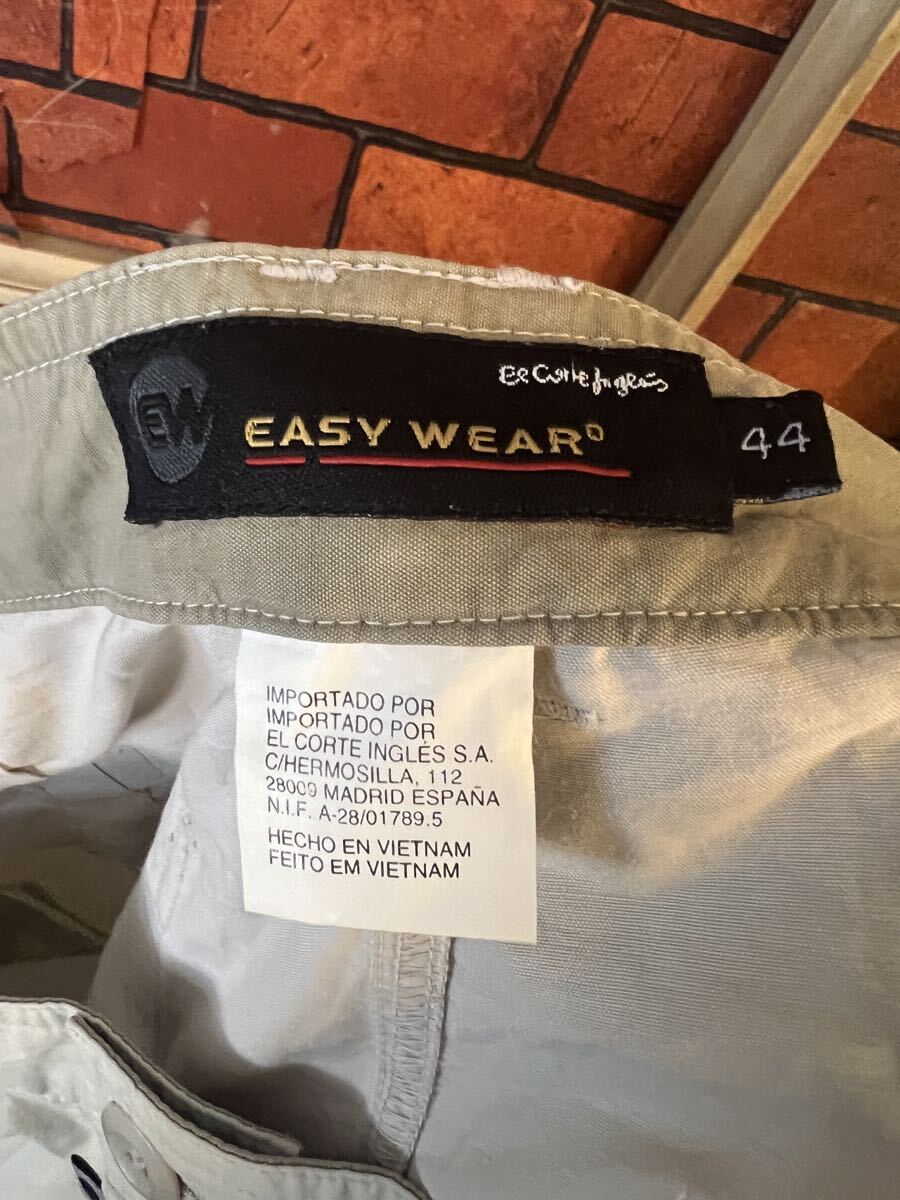 El Corte Inglés
EW
EASY WEAR
44
IMPORTADO POR
IMPORTADO POR
EL CORTE INGLÉS S.A.
C/HERMOSILLA, 112
28009 MADRID ESPAÑA
N.I.F. A-28/01789.5
HECHO EN VIETNAM
FEITO EM VIETNAM